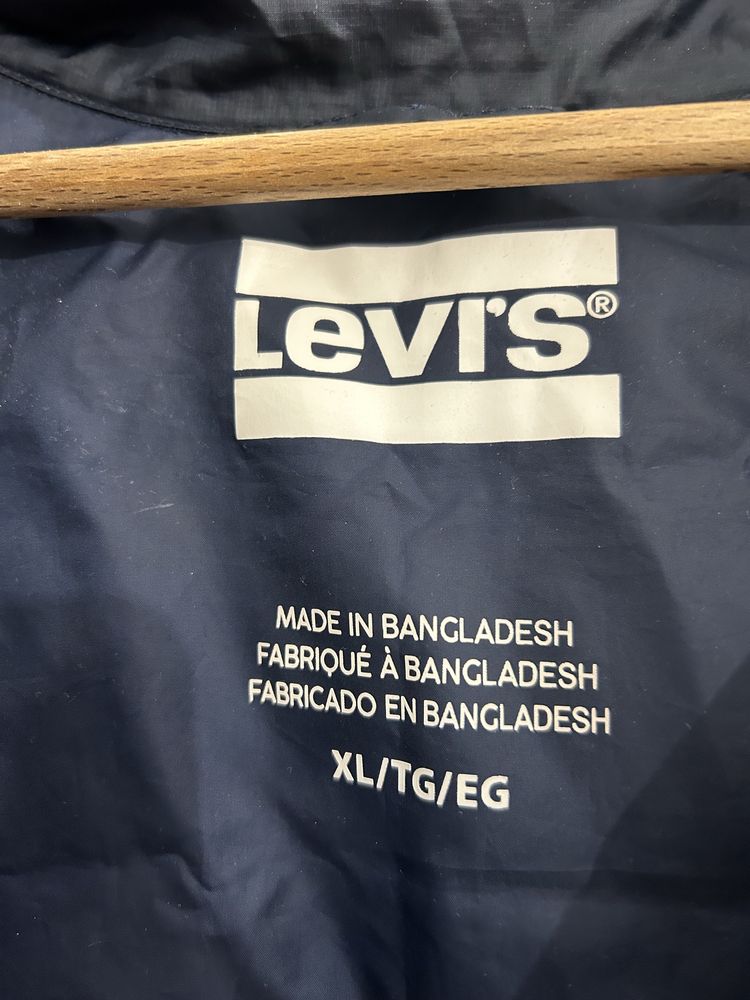 Levi's®
MADE IN BANGLADESH
FABRIQUÉ À BANGLADESH
FABRICADO EN BANGLADESH
XL/TG/EG